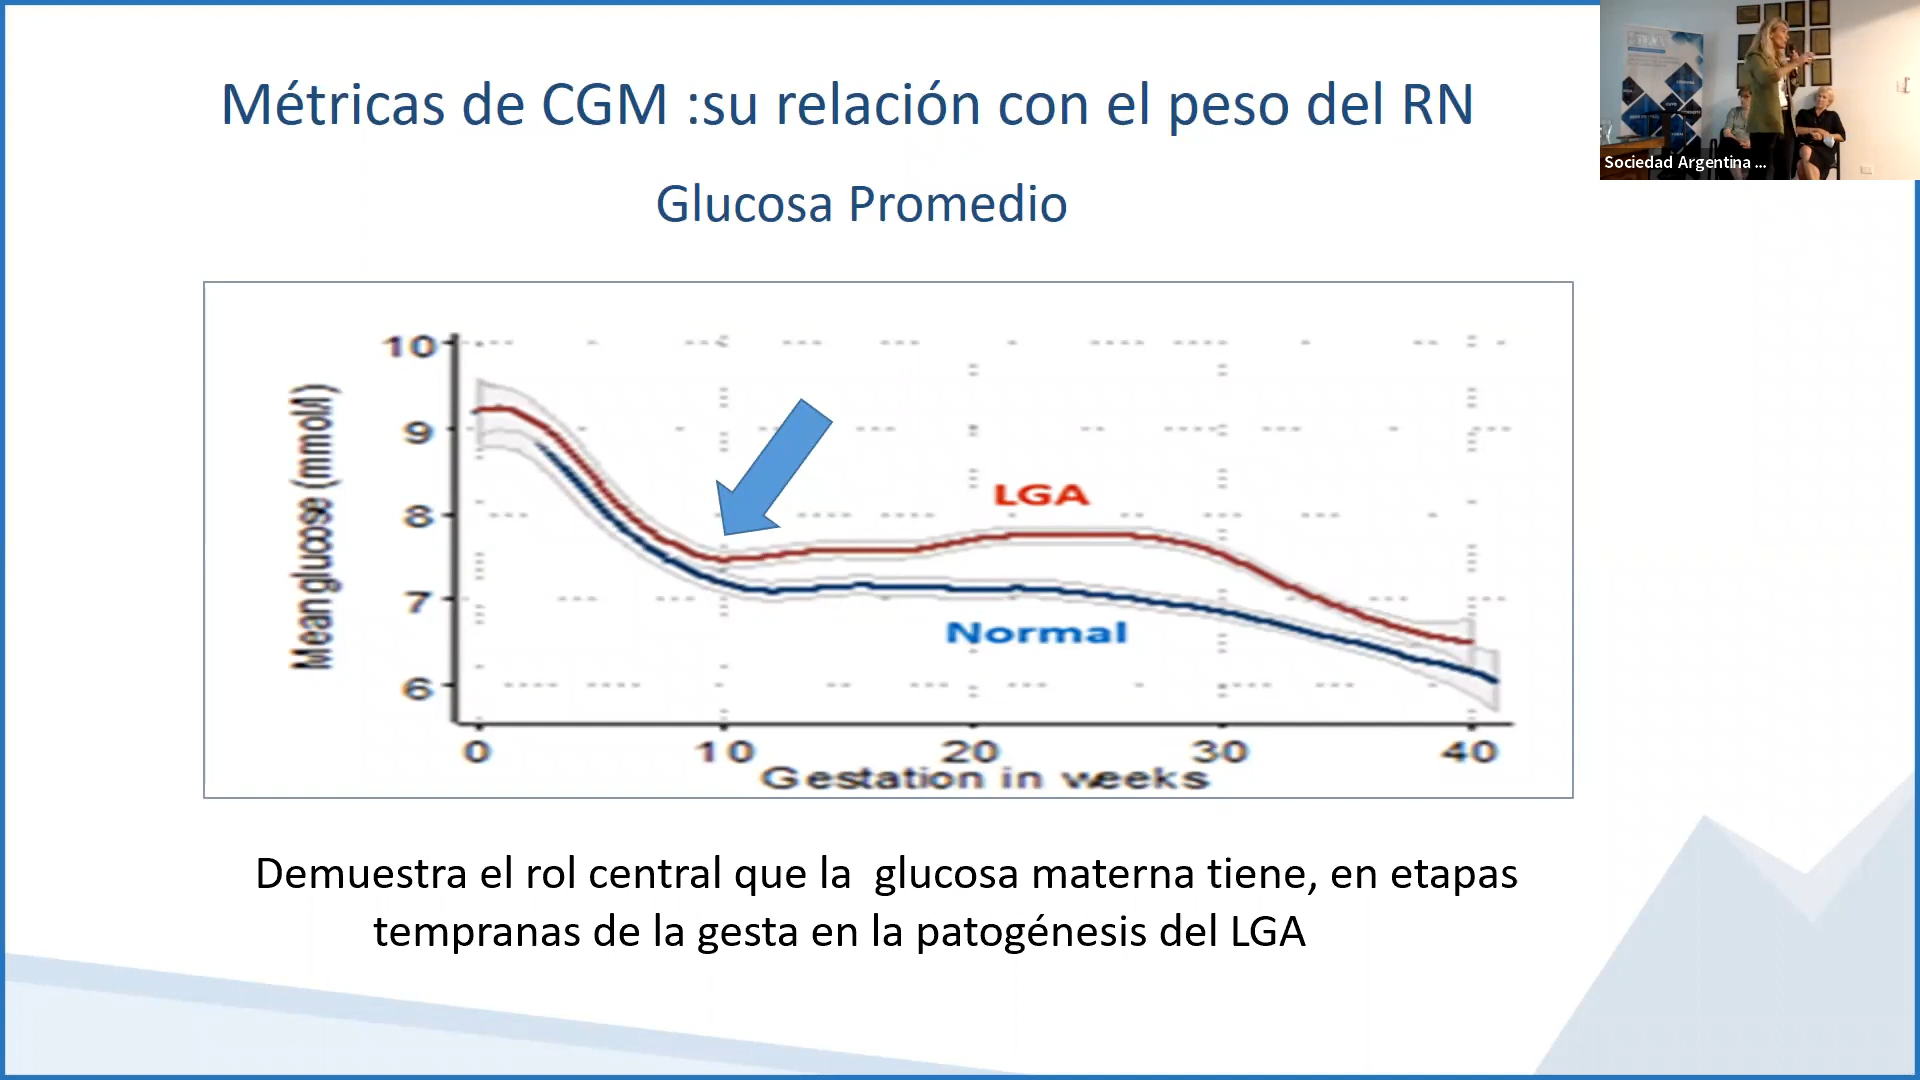 Métricas de CGM :su relación con el peso del RN
Sociedad Argentina ...
Glucosa Promedio
Mean glucose (mmol/l)
10
9
8
7
6
LGA
Normal
0 10 20 30 40
Gestation in weeks
Demuestra el rol central que la glucosa materna tiene, en etapas
tempranas de la gesta en la patogénesis del LGA